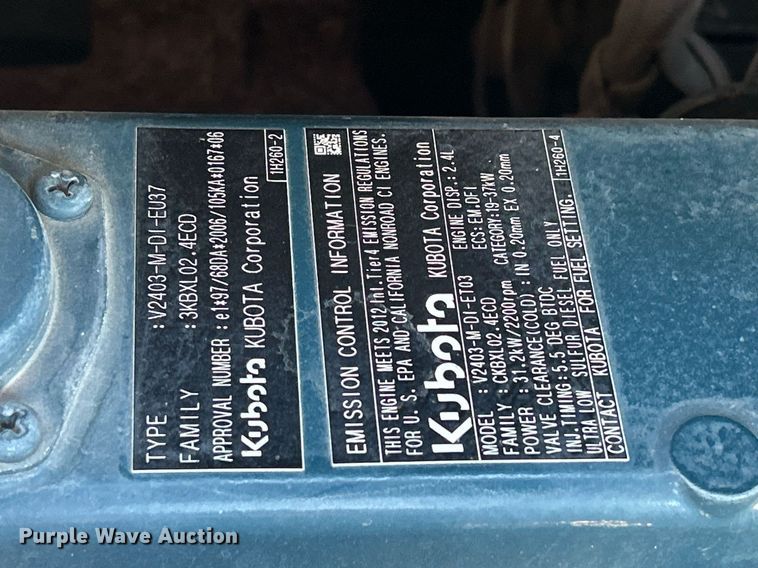 TYPE : V2403-M-DI-EU37
FAMILY : 3KBXL02.4ECD
APPROVAL NUMBER : e1*97/68DA*2006/105KA*0167*06
Kubota KUBOTA Corporation
1H260-2
EMISSION CONTROL INFORMATION
THIS ENGINE MEETS 2012 Int. Tier4 EMISSION REGULATIONS
FOR U. S. EPA AND CALIFORNIA NONROAD CI ENGINES.
Kubota KUBOTA Corporation
MODEL : V2403-M-DI-ET03 ENGINE DISP.: 2.4L
FAMILY : CKBXL02.4ECD ECS: EM, DFI
POWER : 31.2kW/2200rpm CATEGORY: 19-37KW
VALVE CLEARANCE(COLD) : IN 0.20mm EX 0.20mm
INJ. TIMING: 5.5 DEG BTDC
ULTRA LOW SULFUR DIESEL FUEL ONLY
CONTACT KUBOTA FOR FUEL SETTING. 1H260-4
Purple Wave Auction